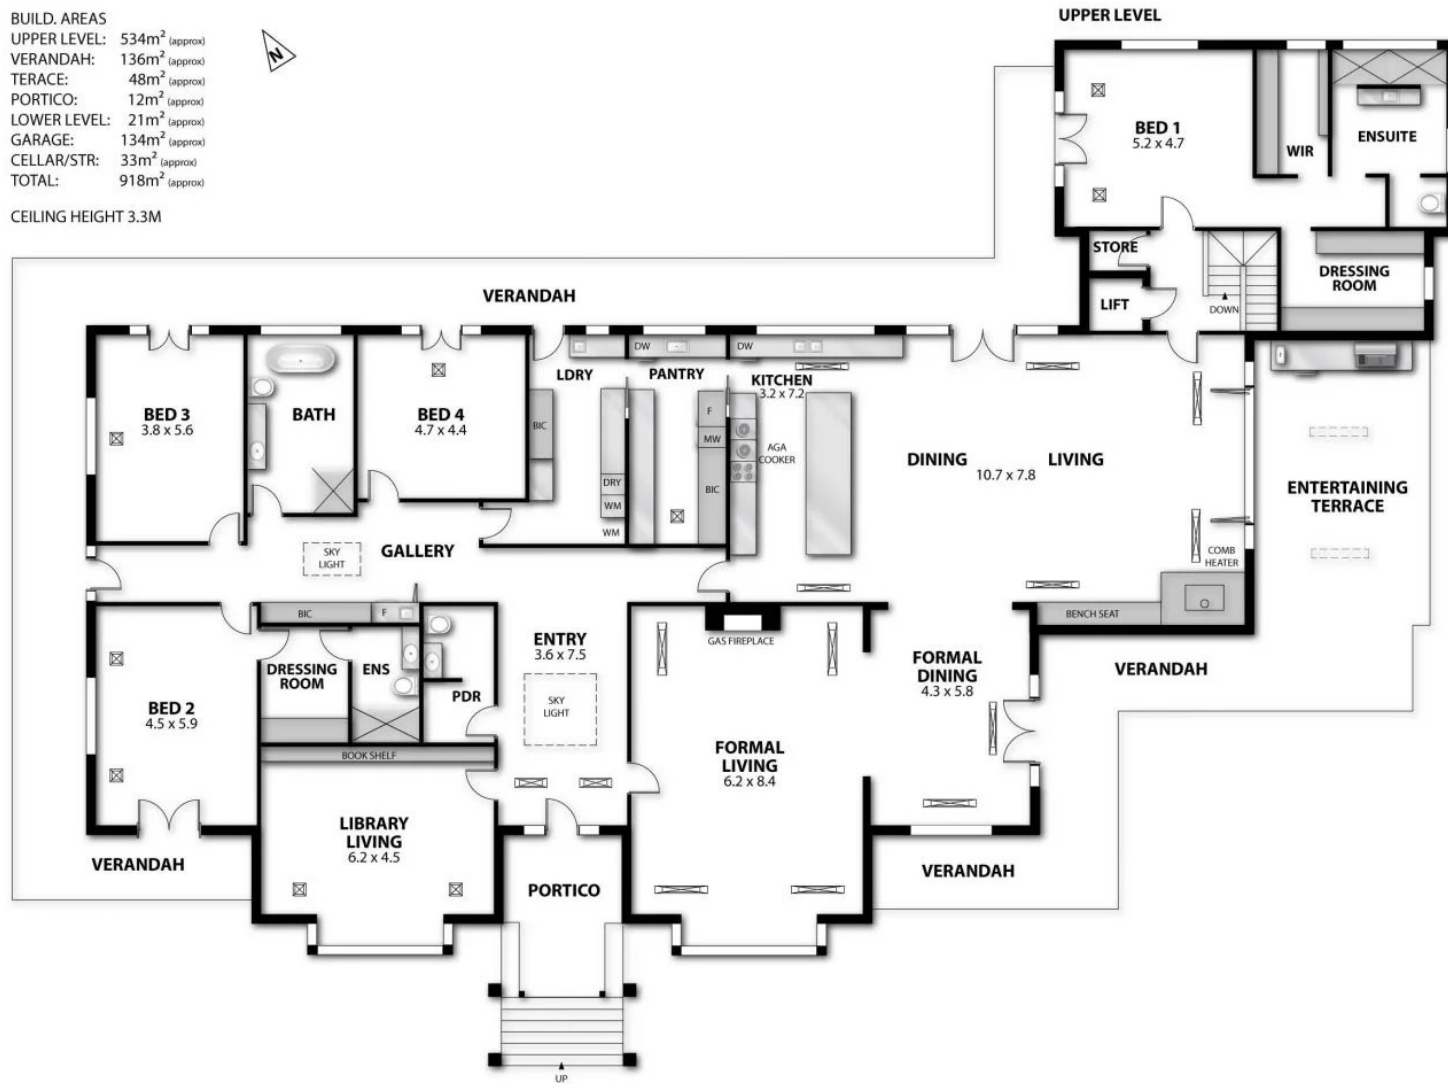 BUILD. AREAS
UPPER LEVEL: 534m² (approx)
VERANDAH: 136m² (approx)
TERACE: 48m² (approx)
PORTICO: 12m² (approx)
LOWER LEVEL: 21m² (approx)
GARAGE: 134m² (approx)
CELLAR/STR: 33m² (approx)
TOTAL: 918m² (approx)
CEILING HEIGHT 3.3M
N
UPPER LEVEL
BED 1
5.2 x 4.7
WIR
ENSUITE
STORE
LIFT
DOWN
DRESSING
ROOM
VERANDAH
BED 3
3.8 x 5.6
BATH
BED 4
4.7 x 4.4
LDRY
BIC
DRY
WM
WM
DW
PANTRY
F
MW
BIC
DW
KITCHEN
3.2 x 7.2
AGA
COOKER
DINING
LIVING
10.7 x 7.8
COMB
HEATER
BENCH SEAT
ENTERTAINING
TERRACE
SKY
LIGHT
GALLERY
BED 2
4.5 x 5.9
BIC
F
DRESSING
ROOM
ENS
PDR
ENTRY
3.6 x 7.5
SKY
LIGHT
GAS FIREPLACE
FORMAL
LIVING
6.2 x 8.4
FORMAL
DINING
4.3 x 5.8
VERANDAH
BOOK SHELF
LIBRARY
LIVING
6.2 x 4.5
VERANDAH
PORTICO
VERANDAH
UP